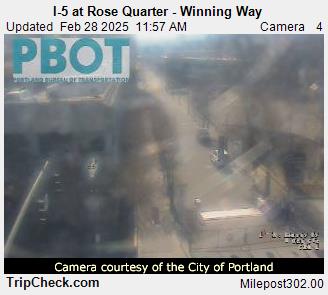 I-5 at Rose Quarter - Winning Way
Updated Feb 28 2025 11:57 AM Camera 4
PBOT
PORTLAND BUREAU OF TRANSPORTATION
Camera courtesy of the City of Portland
TripCheck.com Milepost302.00